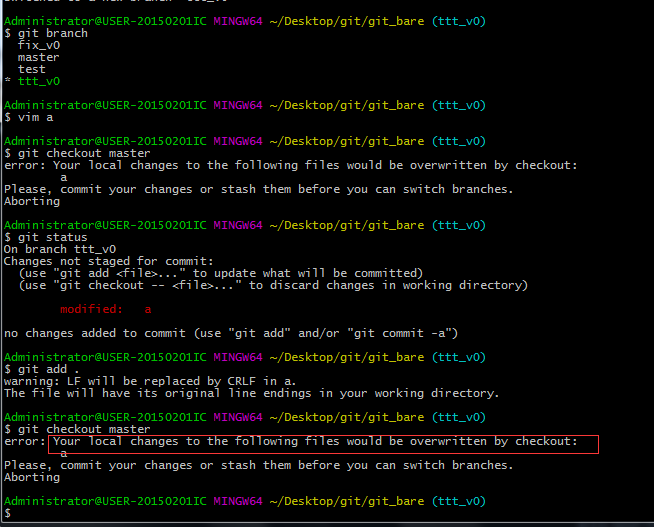 Administrator@USER-20150201IC MINGW64 ~/Desktop/git/git_bare (ttt_v0)
$ git branch
  fix_v0
  master
  test
* ttt_v0
Administrator@USER-20150201IC MINGW64 ~/Desktop/git/git_bare (ttt_v0)
$ vim a
Administrator@USER-20150201IC MINGW64 ~/Desktop/git/git_bare (ttt_v0)
$ git checkout master
error: Your local changes to the following files would be overwritten by checkout:
        a
Please, commit your changes or stash them before you can switch branches.
Aborting
Administrator@USER-20150201IC MINGW64 ~/Desktop/git/git_bare (ttt_v0)
$ git status
On branch ttt_v0
Changes not staged for commit:
  (use "git add <file>..." to update what will be committed)
  (use "git checkout -- <file>..." to discard changes in working directory)
        modified:   a
no changes added to commit (use "git add" and/or "git commit -a")
Administrator@USER-20150201IC MINGW64 ~/Desktop/git/git_bare (ttt_v0)
$ git add .
warning: LF will be replaced by CRLF in a.
The file will have its original line endings in your working directory.
Administrator@USER-20150201IC MINGW64 ~/Desktop/git/git_bare (ttt_v0)
$ git checkout master
error: Your local changes to the following files would be overwritten by checkout:
        a
Please, commit your changes or stash them before you can switch branches.
Aborting
Administrator@USER-20150201IC MINGW64 ~/Desktop/git/git_bare (ttt_v0)
$